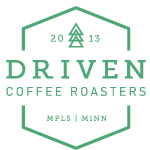 20 13
DRIVEN
COFFEE ROASTERS
MPLS | MINN